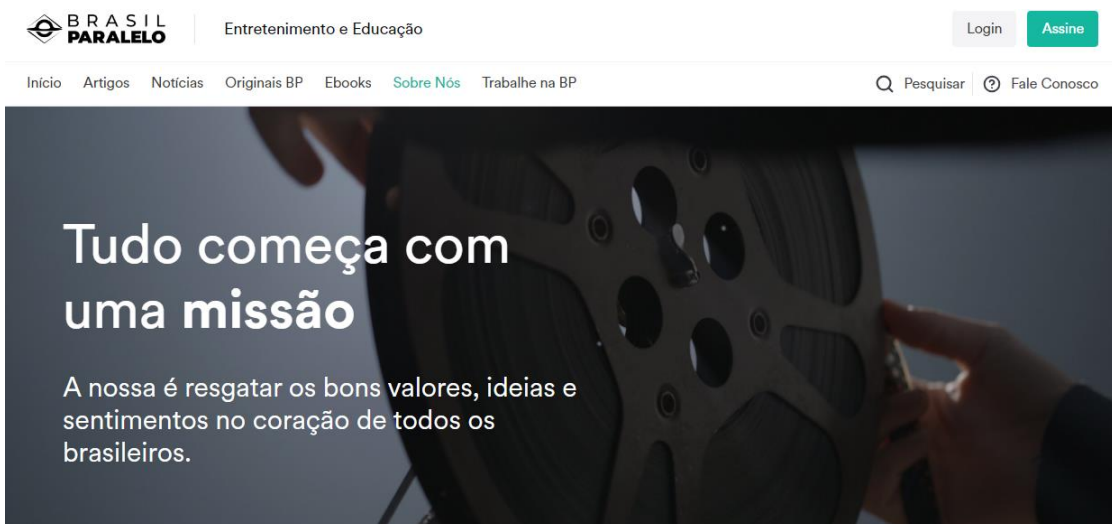 BRASIL
PARALELO
Entretenimento e Educação
Login
Assine
Início Artigos Notícias Originais BP Ebooks Sobre Nós Trabalhe na BP
Pesquisar
Fale Conosco
Tudo começa com
uma missão
A nossa é resgatar os bons valores, ideias e
sentimentos no coração de todos os
brasileiros.